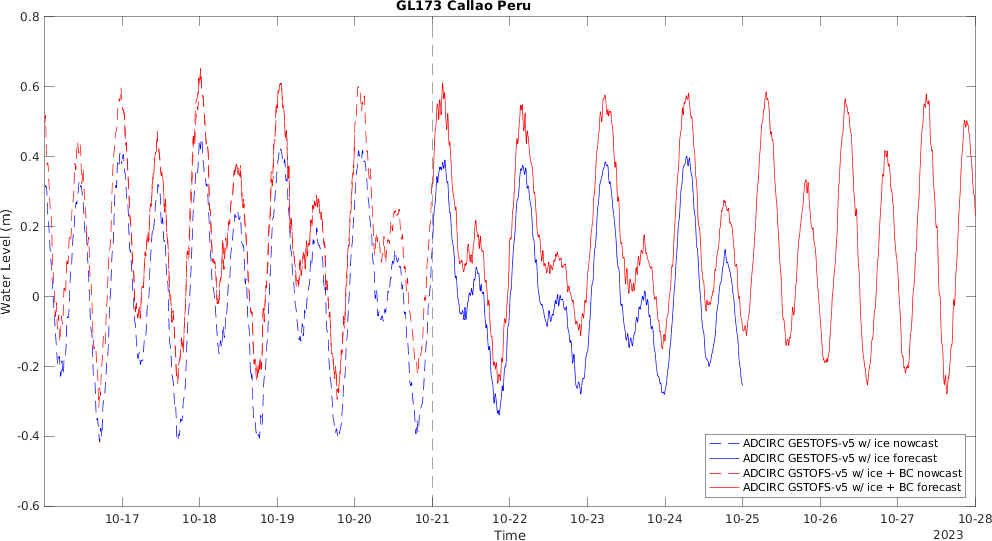 GL173 Callao Peru
0.8
0.6
0.4
0.2
0
-0.2
-0.4
-0.6
Water Level (m)
ADCIRC GESTOFS-v5 w/ ice nowcast
ADCIRC GESTOFS-v5 w/ ice forecast
ADCIRC GSTOFS-v5 w/ ice + BC nowcast
ADCIRC GSTOFS-v5 w/ ice + BC forecast
10-17 10-18 10-19 10-20 10-21 10-22 10-23 10-24 10-25 10-26 10-27 10-28
Time
2023